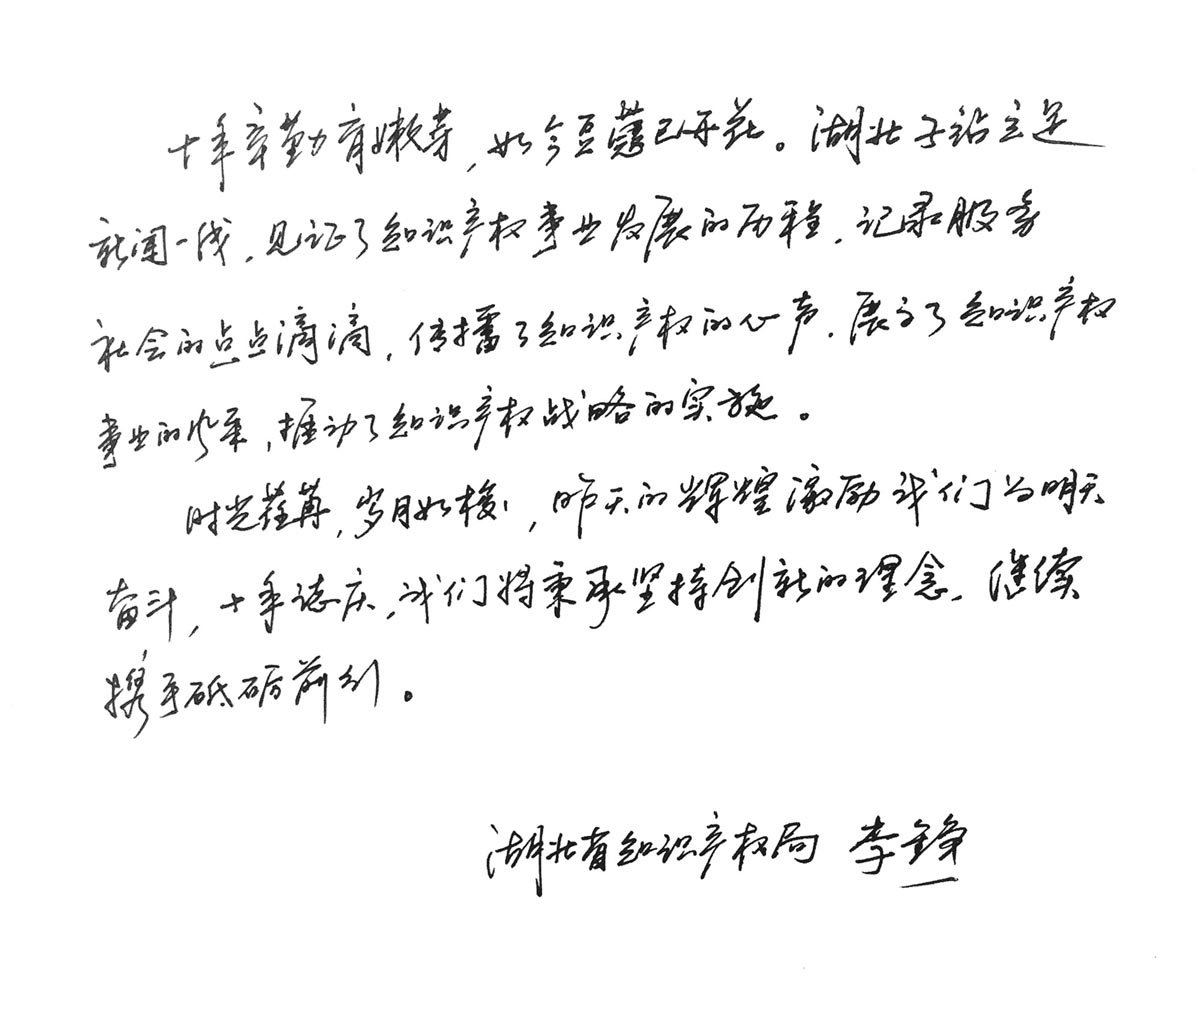 十年辛勤育嫩芽，如今豆蔻已开花。湖北子站立足
新闻一线，见证了知识产权事业发展的历程，记录服务
社会的点点滴滴，传播了知识产权的心声，展示了知识产权
事业的成果，推动了知识产权战略的实施。
时光荏苒，岁月如梭，昨天的辉煌激励我们为明天
奋斗，十年志庆，我们将秉承坚持创新的理念，继续
携手砥砺前行。
湖北省知识产权局 李铮